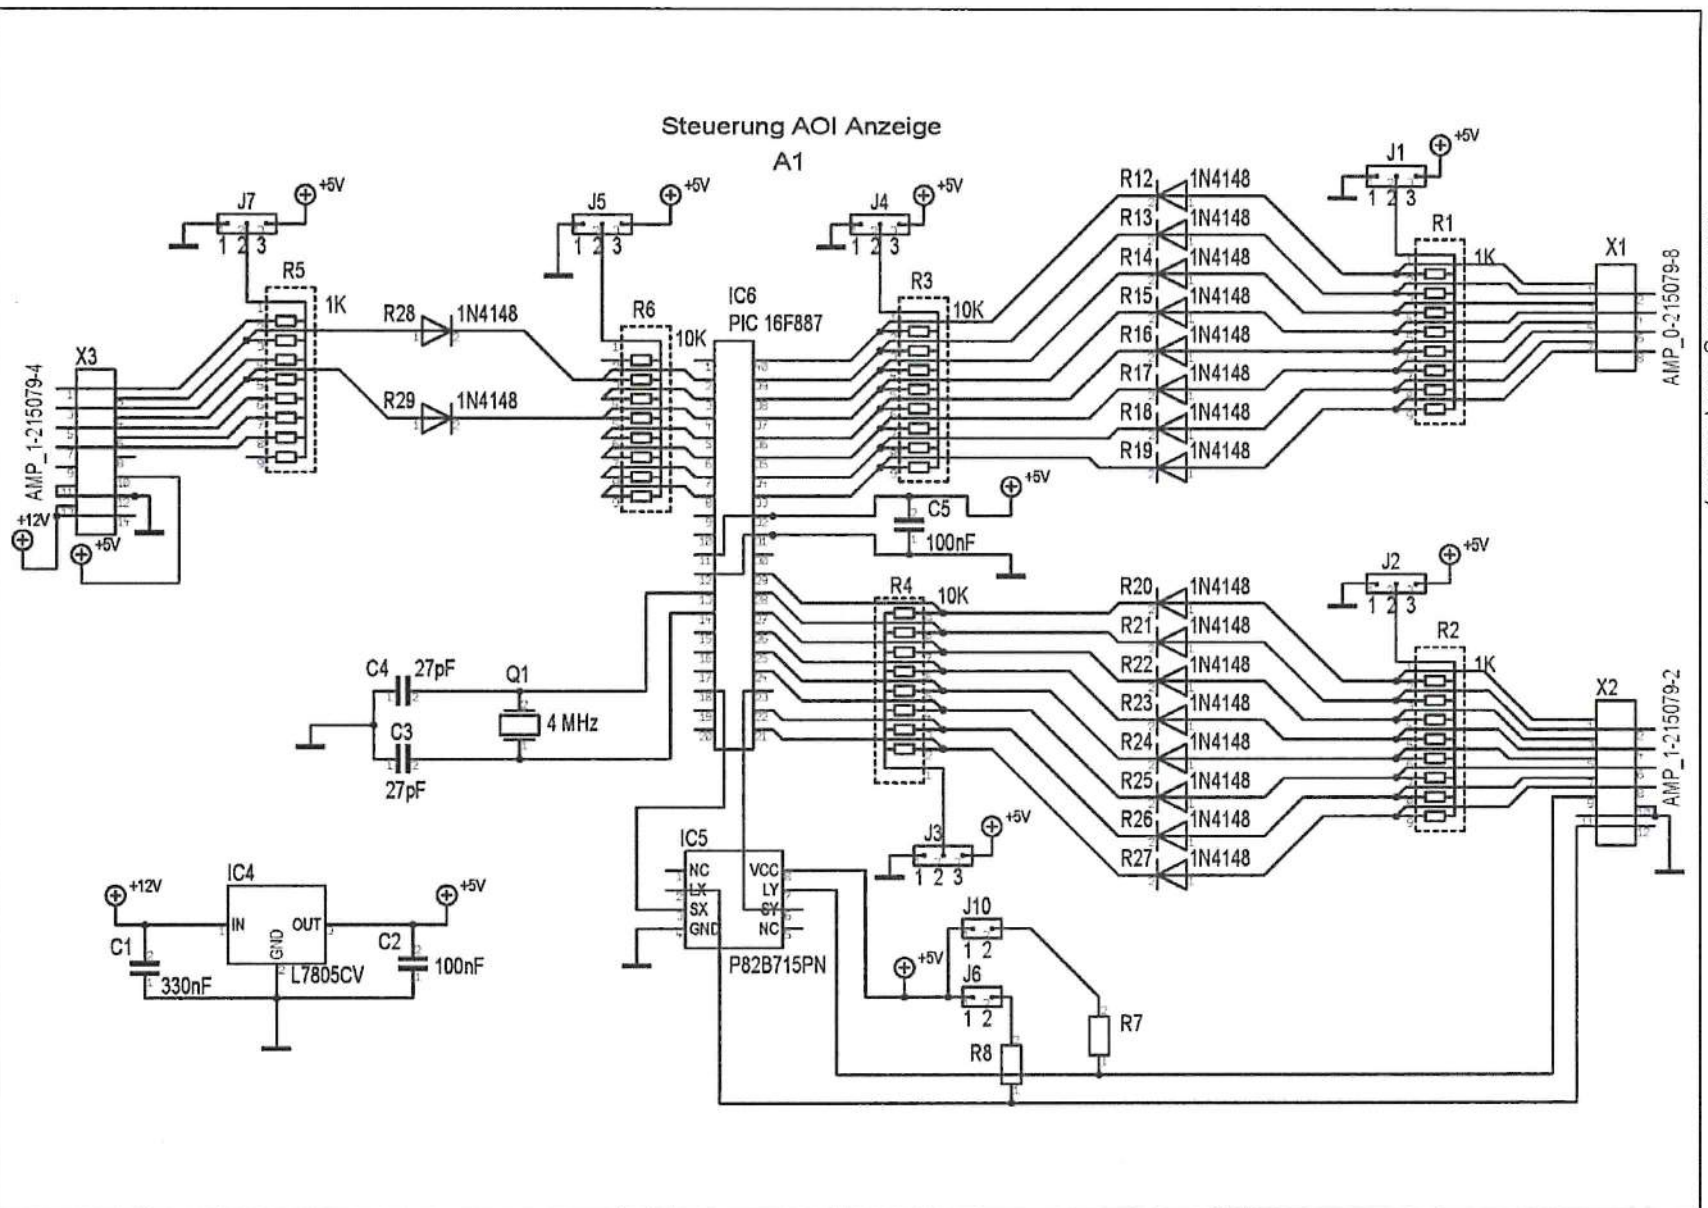 Steuerung AOI Anzeige
A1
J7
+5V
1 2 3
R5
1K
X3
AMP_1-215079-4
+12V
+5V
R28
1N4148
R29
1N4148
J5
+5V
1 2 3
R6
10K
IC6
PIC 16F887
J4
+5V
1 2 3
R3
10K
R12
1N4148
R13
1N4148
R14
1N4148
R15
1N4148
R16
1N4148
R17
1N4148
R18
1N4148
R19
1N4148
J1
+5V
1 2 3
R1
1K
X1
AMP_0-215079-8
C5
100nF
+5V
R4
10K
R20
1N4148
R21
1N4148
R22
1N4148
R23
1N4148
R24
1N4148
R25
1N4148
R26
1N4148
R27
1N4148
J2
+5V
1 2 3
R2
1K
X2
AMP_1-215079-2
C4
27pF
Q1
4 MHz
C3
27pF
J3
+5V
1 2 3
IC5
NC
LX
SX
GND
VCC
LY
SY
NC
P82B715PN
IC4
+12V
+5V
IN
OUT
GND
L7805CV
C1
330nF
C2
100nF
J10
1 2
+5V
J6
1 2
R8
R7